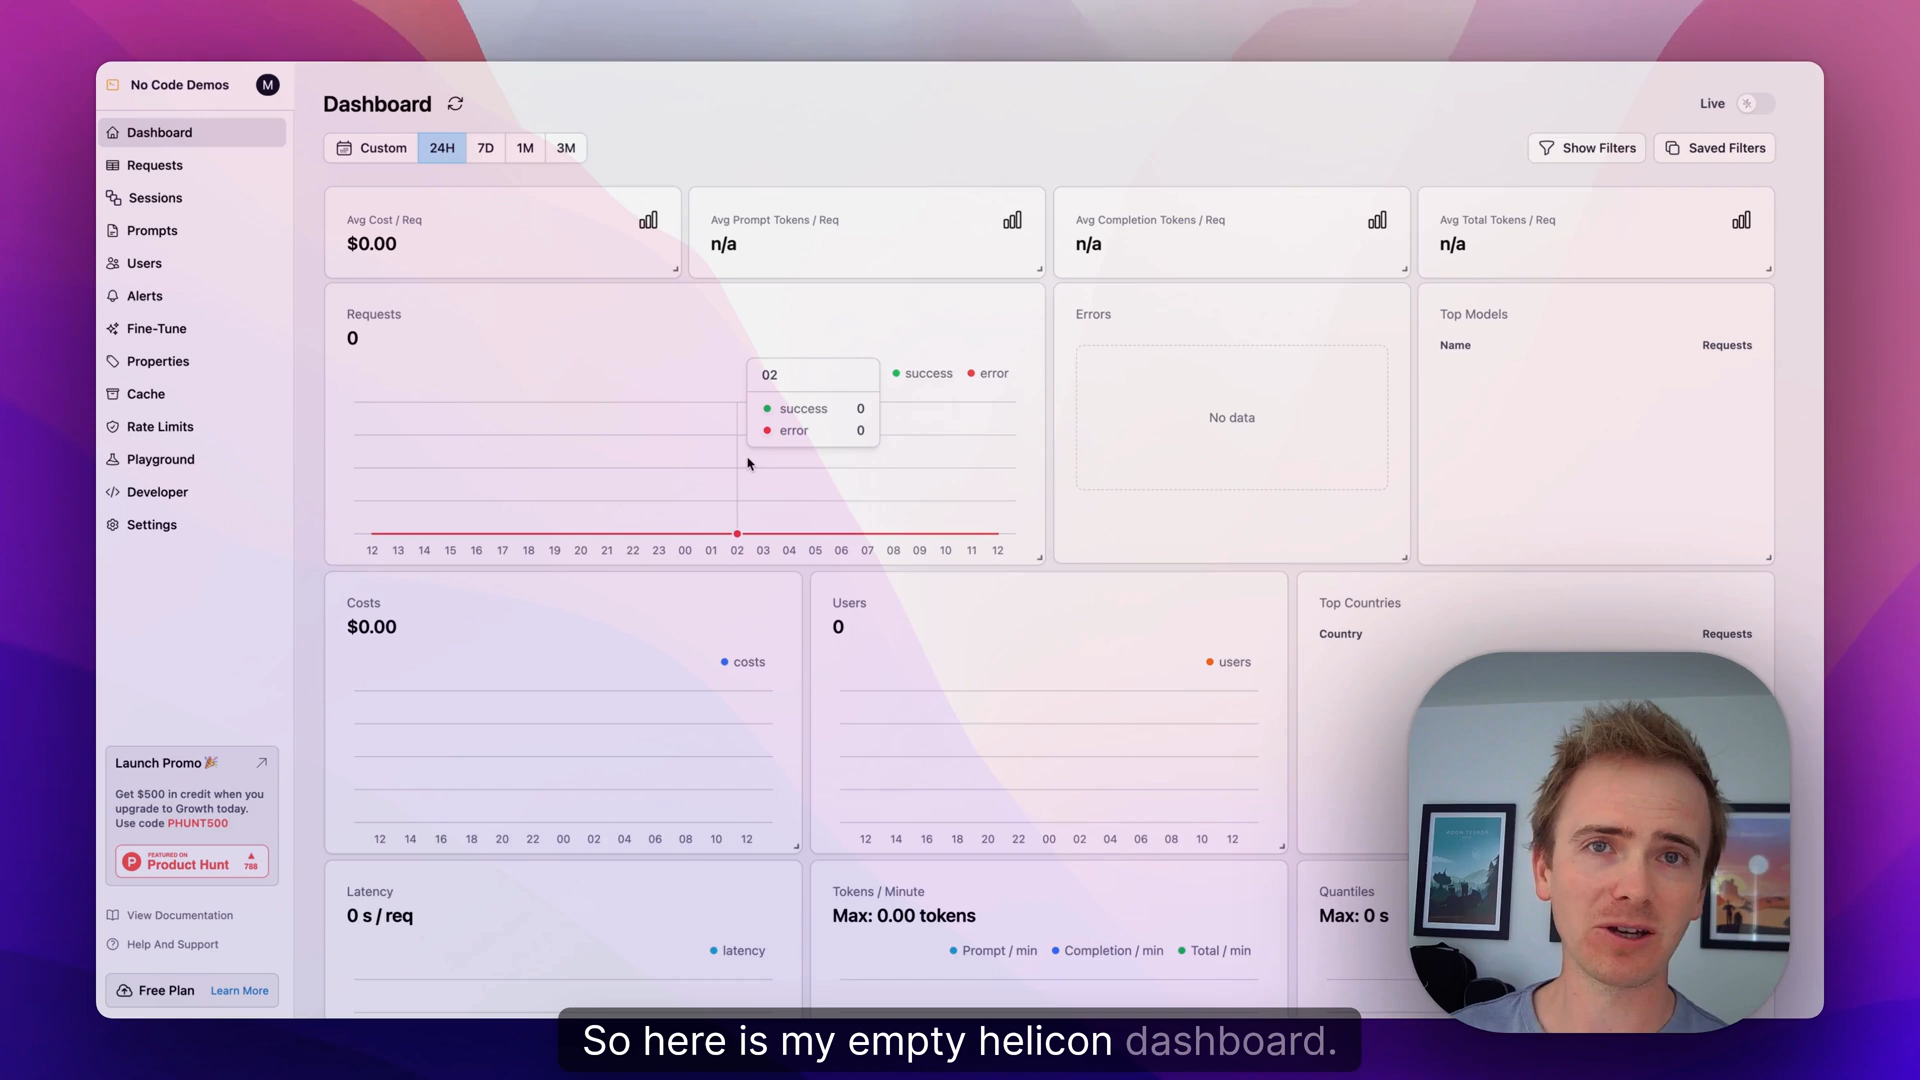 No Code Demos
M
Dashboard
Requests
Sessions
Prompts
Users
Alerts
Fine-Tune
Properties
Cache
Rate Limits
Playground
Developer
Settings
Launch Promo
Get $500 in credit when you
upgrade to Growth today.
Use code PHUNT500
P
FEATURED ON
Product Hunt
788
View Documentation
Help And Support
Free Plan
Learn More
Dashboard
Live
Custom
24H
7D
1M
3M
Show Filters
Saved Filters
Avg Cost / Req
$0.00
Avg Prompt Tokens / Req
n/a
Avg Completion Tokens / Req
n/a
Avg Total Tokens / Req
n/a
Requests
0
success
error
02
success 0
error 0
12 13 14 15 16 17 18 19 20 21 22 23 00 01 02 03 04 05 06 07 08 09 10 11 12
Errors
No data
Top Models
Name Requests
Costs
$0.00
costs
12 14 16 18 20 22 00 02 04 06 08 10 12
Users
0
users
12 14 16 18 20 22 00 02 04 06 08 10 12
Top Countries
Country Requests
Latency
0 s / req
latency
Tokens / Minute
Max: 0.00 tokens
Prompt / min Completion / min Total / min
Quantiles
Max: 0 s
So here is my empty helicon dashboard.